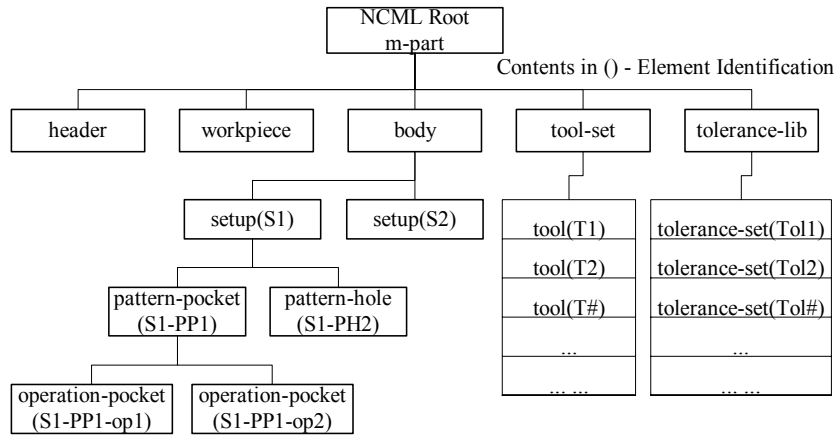 NCML Root
m-part
Contents in () - Element Identification
header
workpiece
body
tool-set
tolerance-lib
setup(S1)
setup(S2)
tool(T1)
tool(T2)
tool(T#)
...
... ...
tolerance-set(Tol1)
tolerance-set(Tol2)
tolerance-set(Tol#)
...
... ...
pattern-pocket
(S1-PP1)
pattern-hole
(S1-PH2)
operation-pocket
(S1-PP1-op1)
operation-pocket
(S1-PP1-op2)